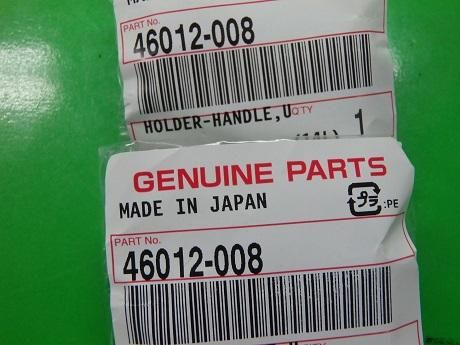 PART No.
46012-008
HOLDER-HANDLE,U QTY
1
GENUINE PARTS
MADE IN JAPAN
プラ :PE
PART No.
46012-008